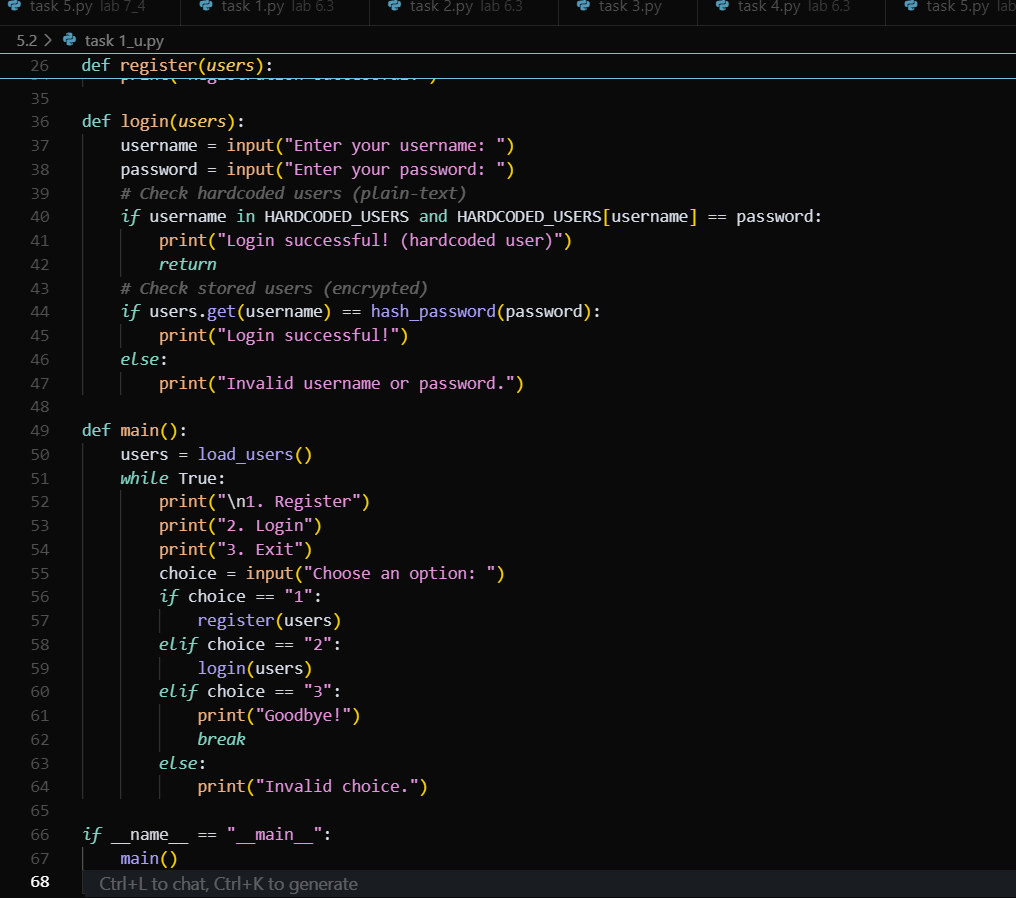 task 5.py lab 7_4 task 1.py lab 6.3 task 2.py lab 6.3 task 3.py task 4.py lab 6.3 task 5.py lab
5.2 > task 1_u.py
26 def register(users):
35
36 def login(users):
37     username = input("Enter your username: ")
38     password = input("Enter your password: ")
39     # Check hardcoded users (plain-text)
40     if username in HARDCODED_USERS and HARDCODED_USERS[username] == password:
41         print("Login successful! (hardcoded user)")
42         return
43     # Check stored users (encrypted)
44     if users.get(username) == hash_password(password):
45         print("Login successful!")
46     else:
47         print("Invalid username or password.")
48
49 def main():
50     users = load_users()
51     while True:
52         print("\n1. Register")
53         print("2. Login")
54         print("3. Exit")
55         choice = input("Choose an option: ")
56         if choice == "1":
57             register(users)
58         elif choice == "2":
59             login(users)
60         elif choice == "3":
61             print("Goodbye!")
62             break
63         else:
64             print("Invalid choice.")
65
66 if __name__ == "__main__":
67     main()
68 Ctrl+L to chat, Ctrl+K to generate